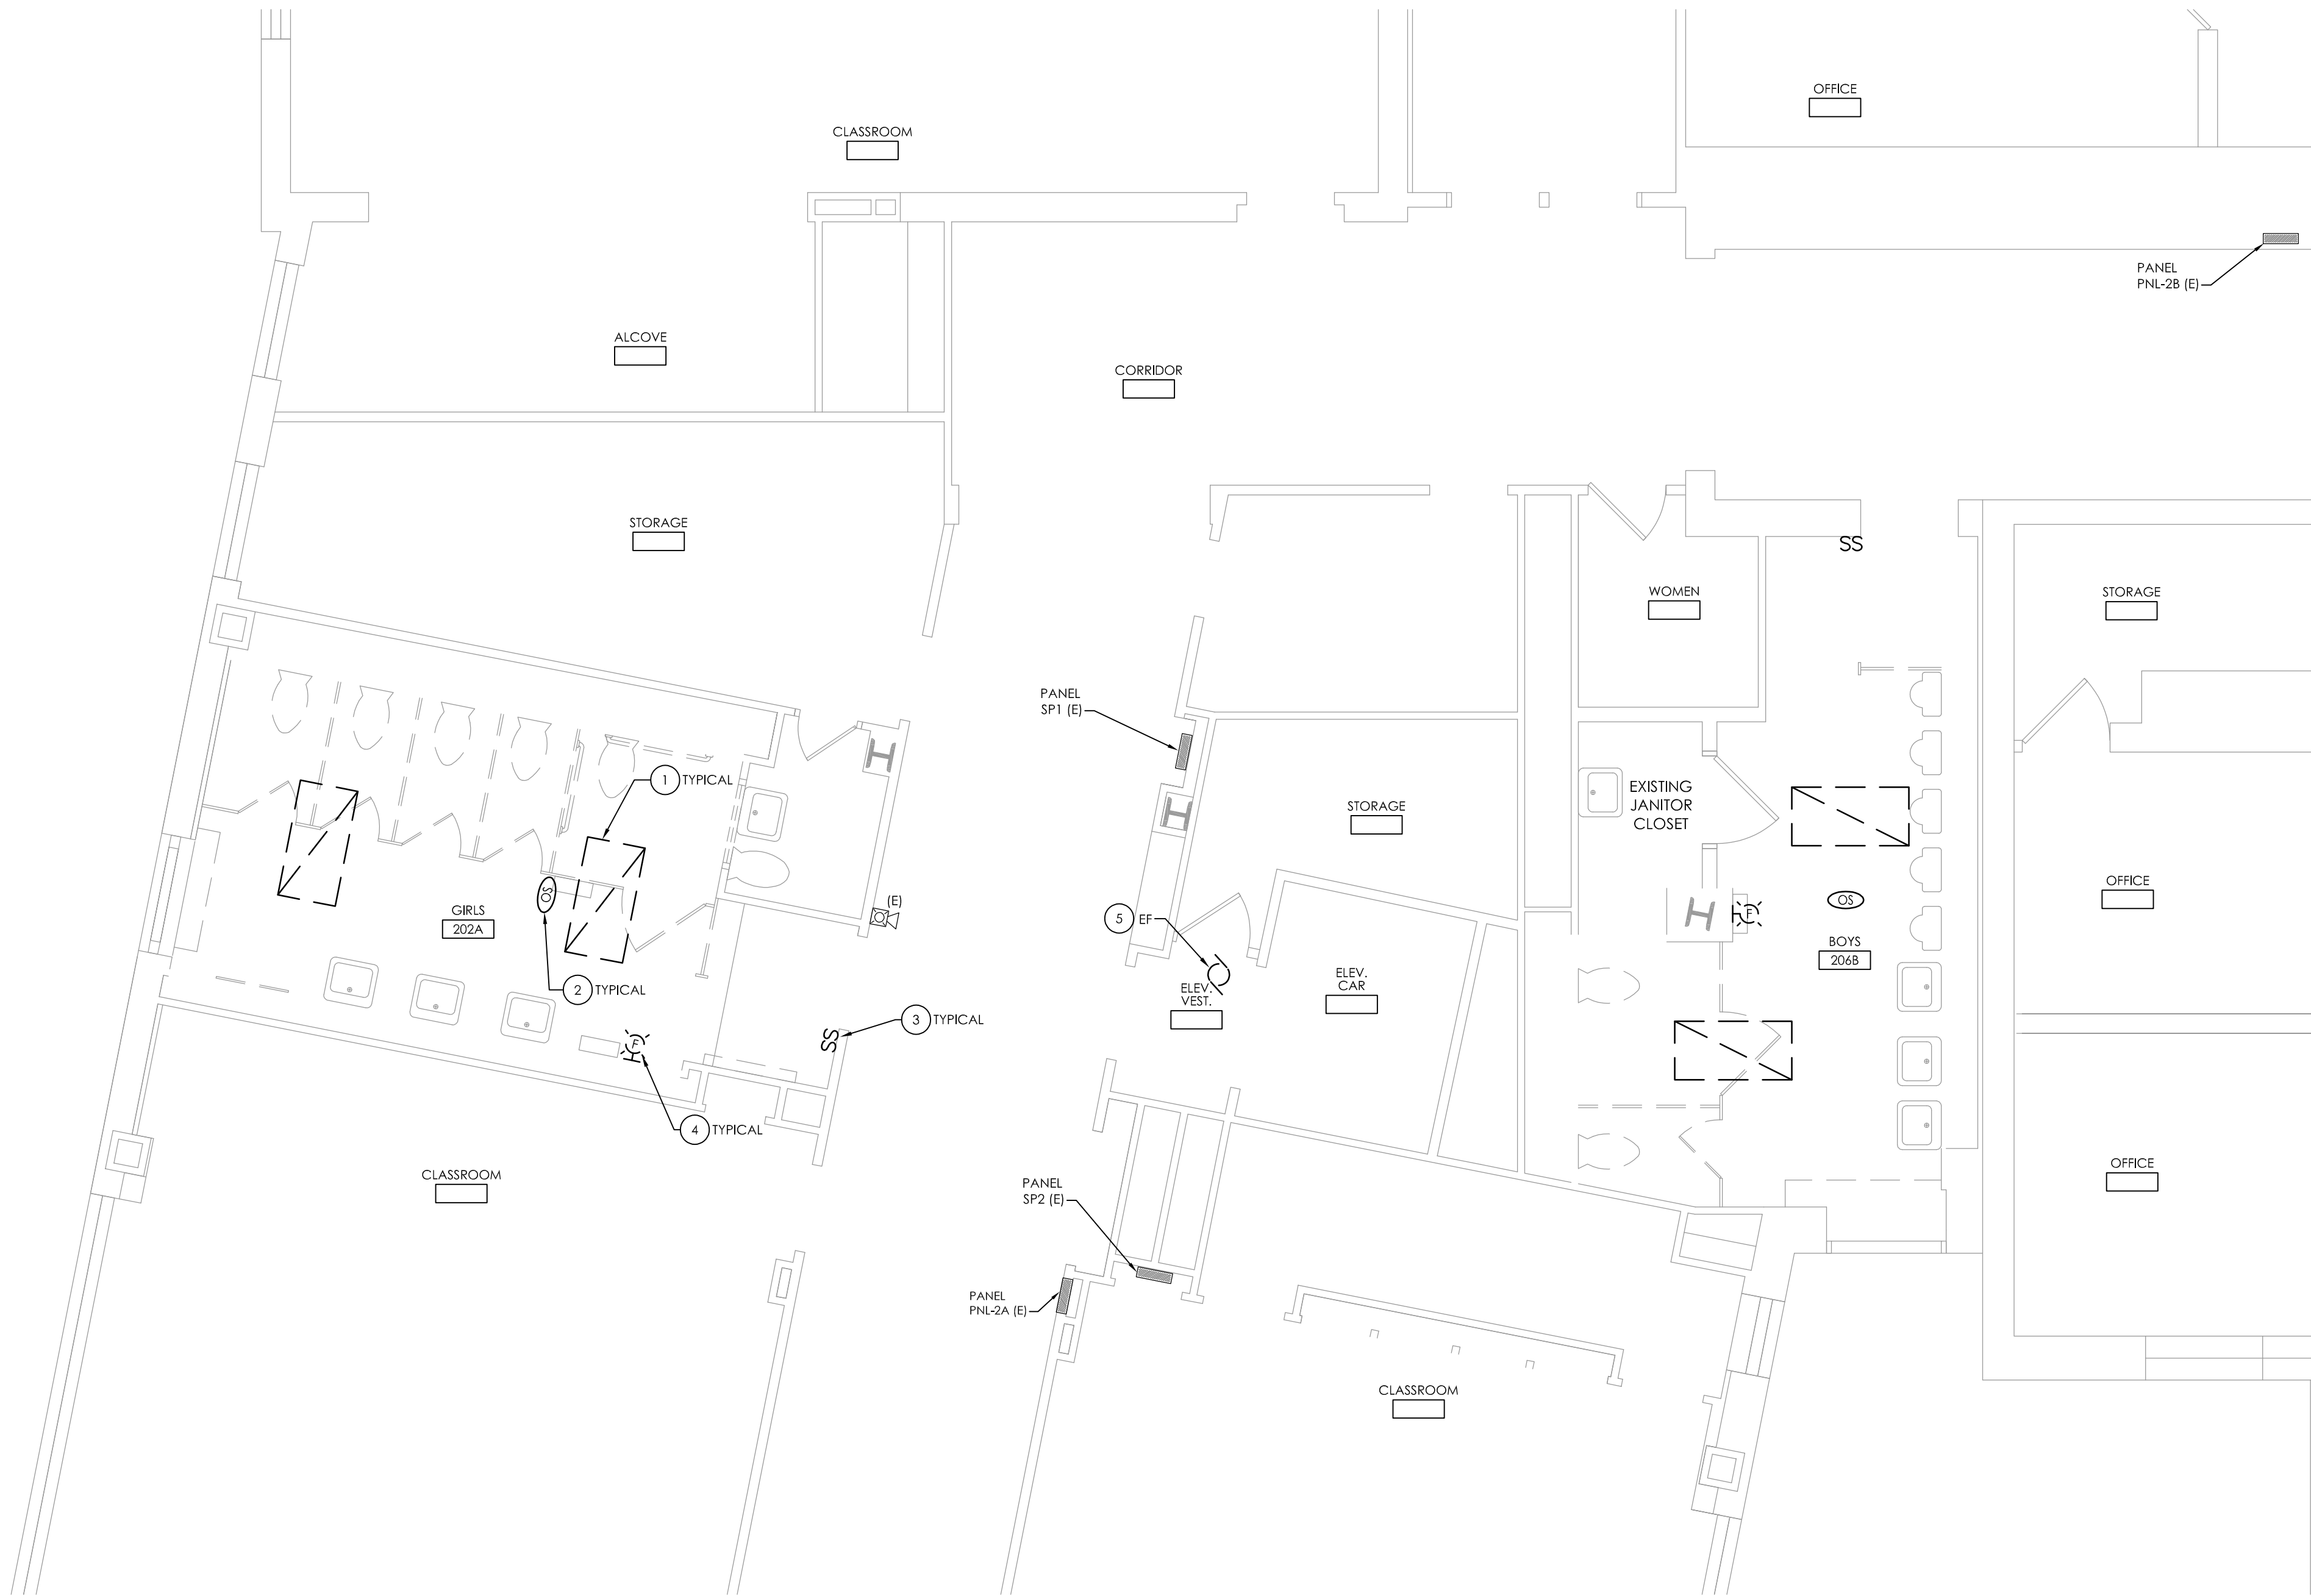 OFFICE
CLASSROOM
PANEL
PNL-2B (E)
ALCOVE
CORRIDOR
STORAGE
SS
WOMEN
STORAGE
PANEL
SP1 (E)
1 TYPICAL
EXISTING
JANITOR
CLOSET
STORAGE
OS
(E)
GIRLS
202A
5 EF
F
OS
OFFICE
BOYS
206B
2 TYPICAL
ELEV.
VEST.
ELEV.
CAR
3 TYPICAL
SS
F
4 TYPICAL
CLASSROOM
PANEL
SP2 (E)
OFFICE
PANEL
PNL-2A (E)
CLASSROOM